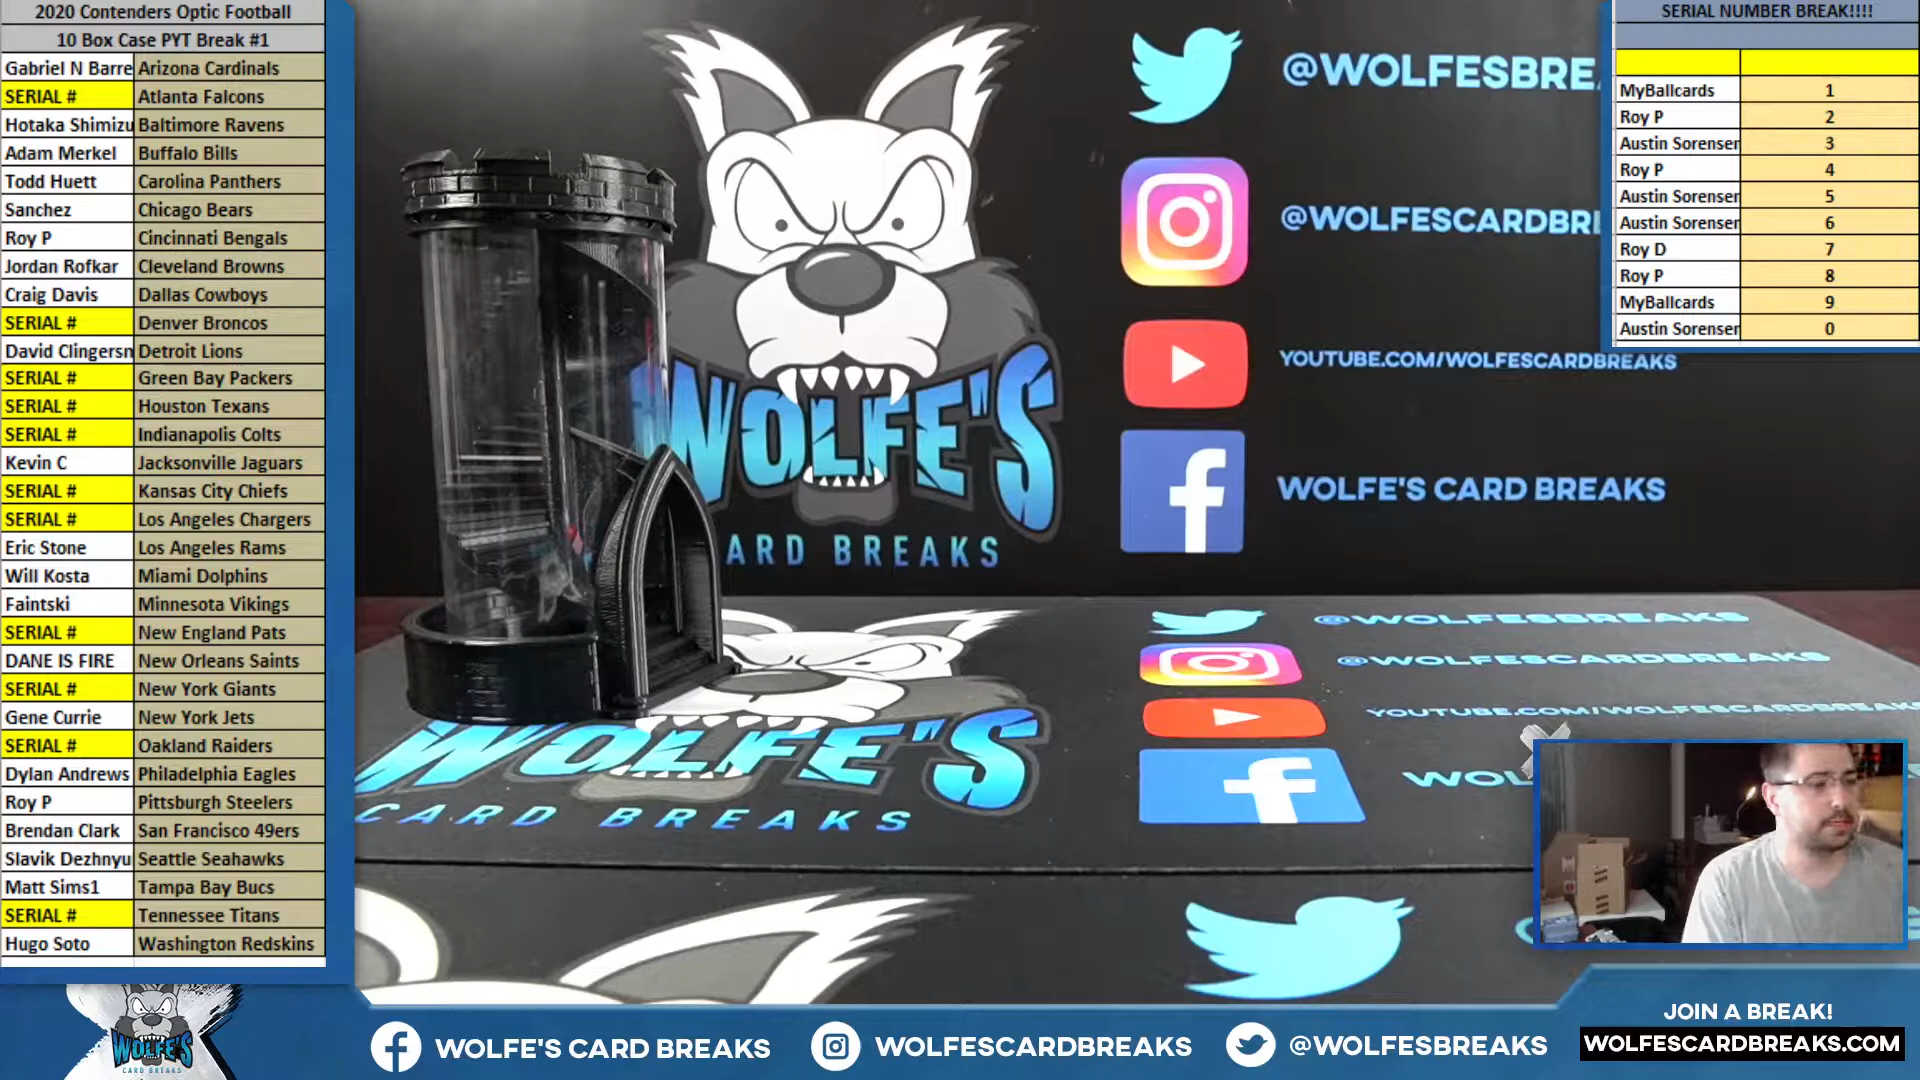 2020 Contenders Optic Football
10 Box Case PYT Break #1
Gabriel N Barre Arizona Cardinals
SERIAL # Atlanta Falcons
Hotaka Shimizu Baltimore Ravens
Adam Merkel Buffalo Bills
Todd Huett Carolina Panthers
Sanchez Chicago Bears
Roy P Cincinnati Bengals
Jordan Rofkar Cleveland Browns
Craig Davis Dallas Cowboys
SERIAL # Denver Broncos
David Clingersn Detroit Lions
SERIAL # Green Bay Packers
SERIAL # Houston Texans
SERIAL # Indianapolis Colts
Kevin C Jacksonville Jaguars
SERIAL # Kansas City Chiefs
SERIAL # Los Angeles Chargers
Eric Stone Los Angeles Rams
Will Kosta Miami Dolphins
Faintski Minnesota Vikings
SERIAL # New England Pats
DANE IS FIRE New Orleans Saints
SERIAL # New York Giants
Gene Currie New York Jets
SERIAL # Oakland Raiders
Dylan Andrews Philadelphia Eagles
Roy P Pittsburgh Steelers
Brendan Clark San Francisco 49ers
Slavik Dezhnyu Seattle Seahawks
Matt Sims1 Tampa Bay Bucs
SERIAL # Tennessee Titans
Hugo Soto Washington Redskins
SERIAL NUMBER BREAK!!!!
MyBallcards 1
Roy P 2
Austin Sorenser 3
Roy P 4
Austin Sorenser 5
Austin Sorenser 6
Roy D 7
Roy P 8
MyBallcards 9
Austin Sorenser 0
@WOLFESBRE
@WOLFESCARDBR
YOUTUBE.COM/WOLFESCARDBREAKS
WOLFE'S CARD BREAKS
WOLFE'S
ARD BREAKS
@WOLFESBREAKS
@WOLFESCARDBREAKS
YOUTUBE.COM/WOLFESCARDBREAKS
WOL
WOLFE'S
CARD BREAKS
WOLFE'S
CARD BREAKS
WOLFE'S CARD BREAKS
WOLFESCARDBREAKS
@WOLFESBREAKS
JOIN A BREAK!
WOLFESCARDBREAKS.COM